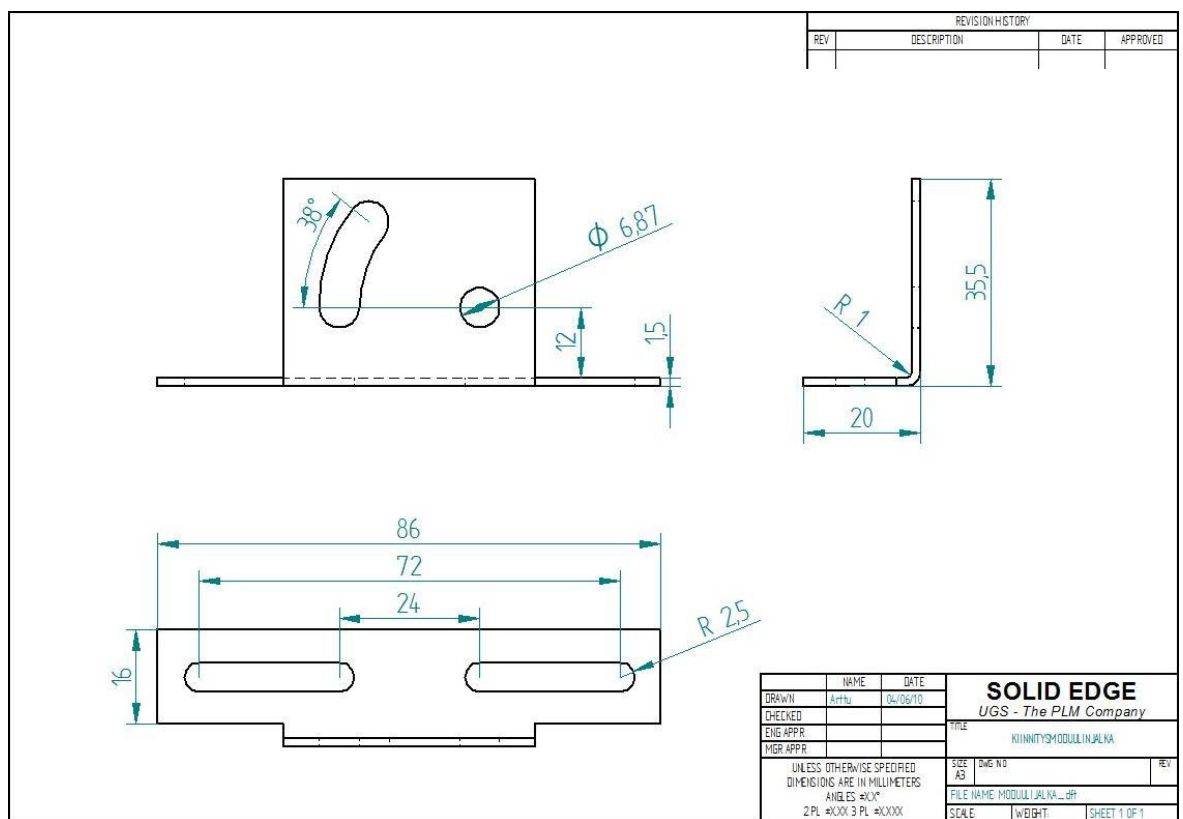 REVISION HISTORY
REV DESCRIPTION DATE APPROVED
38°
Φ 6,87
12
1,5
R 1
35,5
20
86
72
24
R 2,5
16
NAME DATE
DRAWN Arttu 04/06/10
CHECKED
ENG APPR
MGR APPR
UNLESS OTHERWISE SPECIFIED
DIMENSIONS ARE IN MILLIMETERS
ANGLES ±X.X°
2 PL ±X.XX 3 PL ±X.XXX
SOLID EDGE
UGS - The PLM Company
TITLE
KIINNITYSMODUULINJALKA
SIZE DWG NO REV
A3
FILE NAME: MODUULIJALKA_.dft
SCALE: WEIGHT: SHEET 1 OF 1